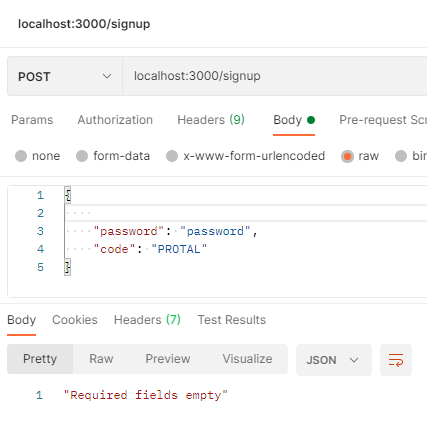 localhost:3000/signup
POST localhost:3000/signup
Params Authorization Headers (9) Body Pre-request Scr
none form-data x-www-form-urlencoded raw bin
1 {
2
3 "password": "password",
4 "code": "PROTAL"
5 }
Body Cookies Headers (7) Test Results
Pretty Raw Preview Visualize JSON
1 "Required fields empty"